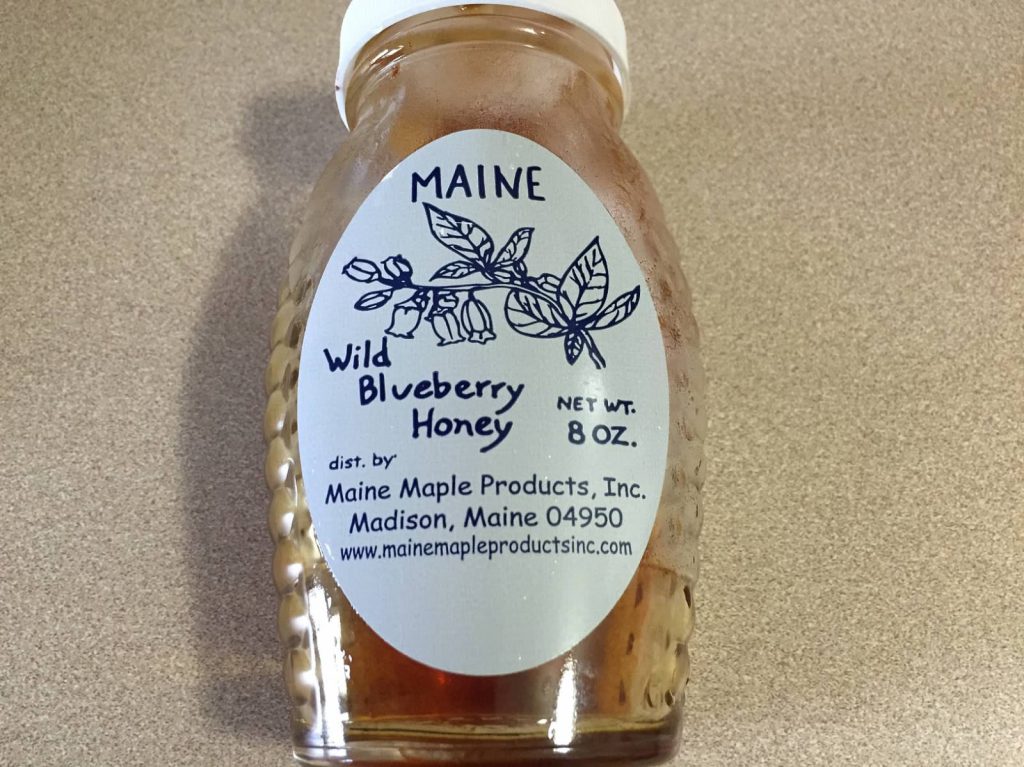 MAINE
Wild
Blueberry
Honey
NET WT.
8 OZ.
dist. by
Maine Maple Products, Inc.
Madison, Maine 04950
www.mainemapleproductsinc.com